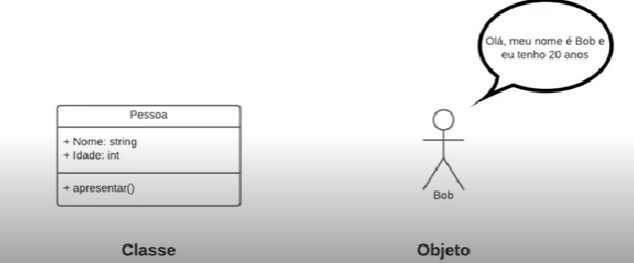 Olá, meu nome é Bob e
eu tenho 20 anos
Pessoa
+ Nome: string
+ Idade: int
+ apresentar()
Bob
Classe
Objeto